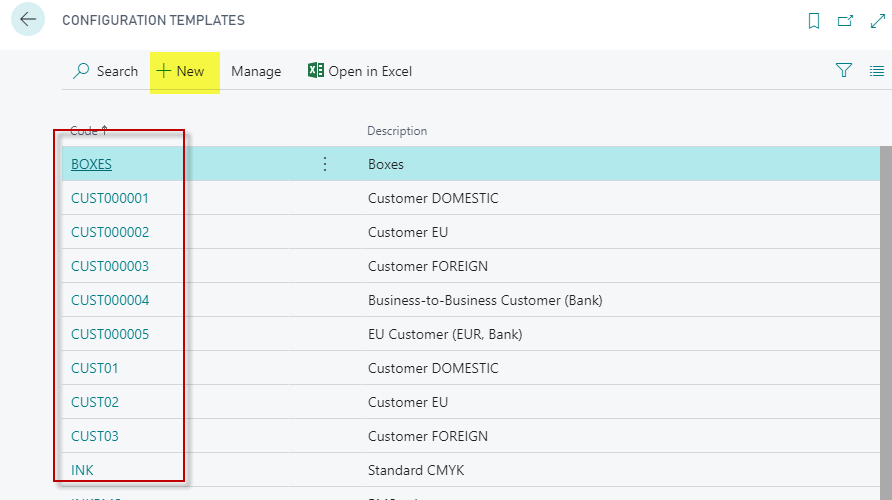 CONFIGURATION TEMPLATES
Search New Manage Open in Excel
Code ↑ Description
BOXES Boxes
CUST000001 Customer DOMESTIC
CUST000002 Customer EU
CUST000003 Customer FOREIGN
CUST000004 Business-to-Business Customer (Bank)
CUST000005 EU Customer (EUR, Bank)
CUST01 Customer DOMESTIC
CUST02 Customer EU
CUST03 Customer FOREIGN
INK Standard CMYK